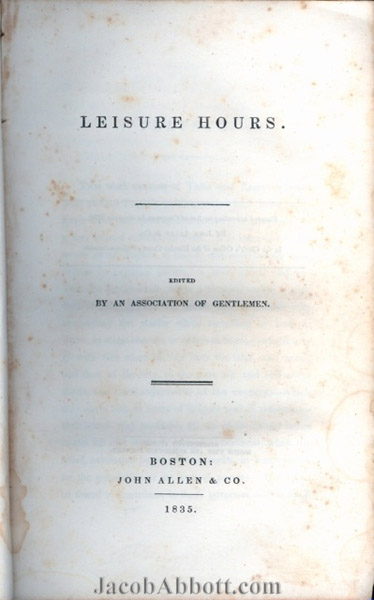 LEISURE HOURS.
EDITED
BY AN ASSOCIATION OF GENTLEMEN.
BOSTON:
JOHN ALLEN & CO.
1835.
JacobAbbott.com